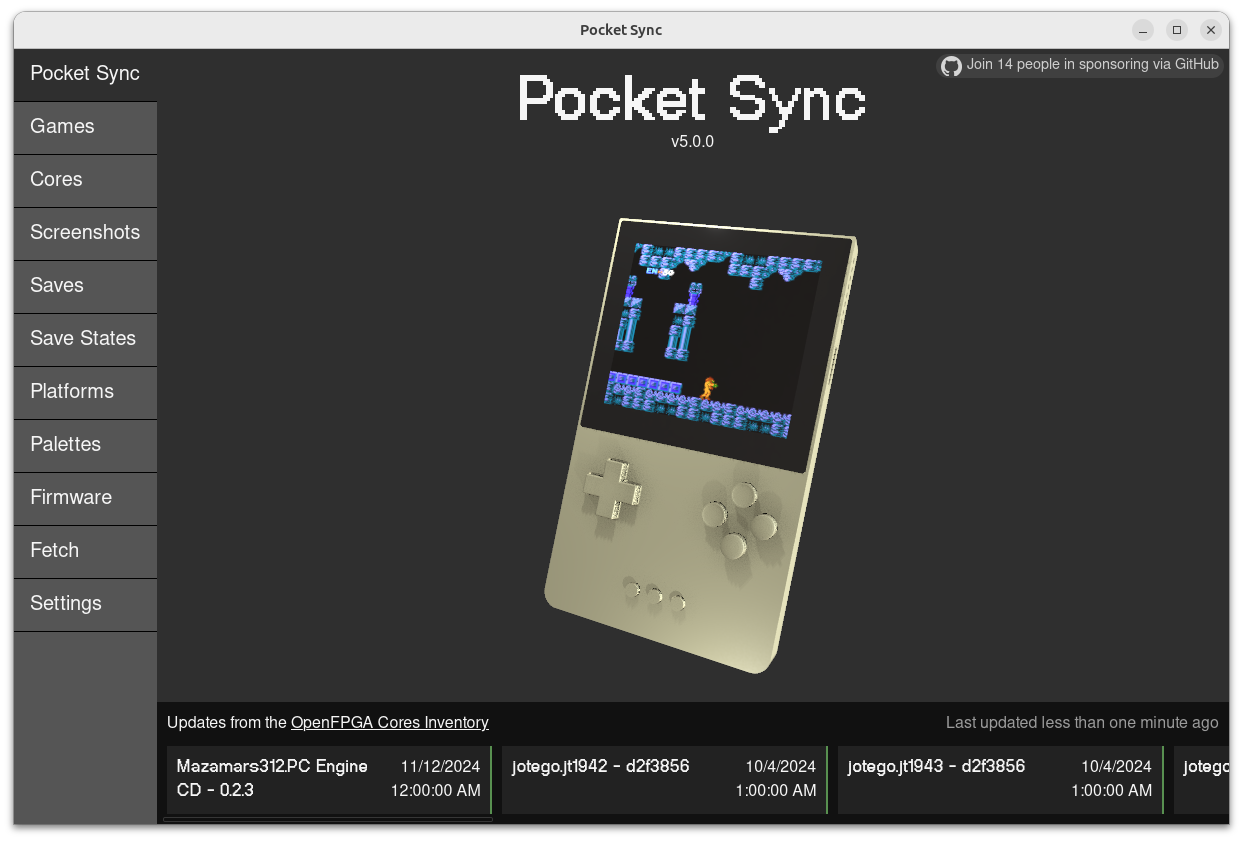 Pocket Sync
Pocket Sync
Games
Cores
Screenshots
Saves
Save States
Platforms
Palettes
Firmware
Fetch
Settings
Join 14 people in sponsoring via GitHub
Pocket Sync
v5.0.0
Updates from the OpenFPGA Cores Inventory
Last updated less than one minute ago
Mazamars312.PC Engine 11/12/2024
CD - 0.2.3 12:00:00 AM
jotego.jt1942 - d2f3856 10/4/2024
1:00:00 AM
jotego.jt1943 - d2f3856 10/4/2024
1:00:00 AM